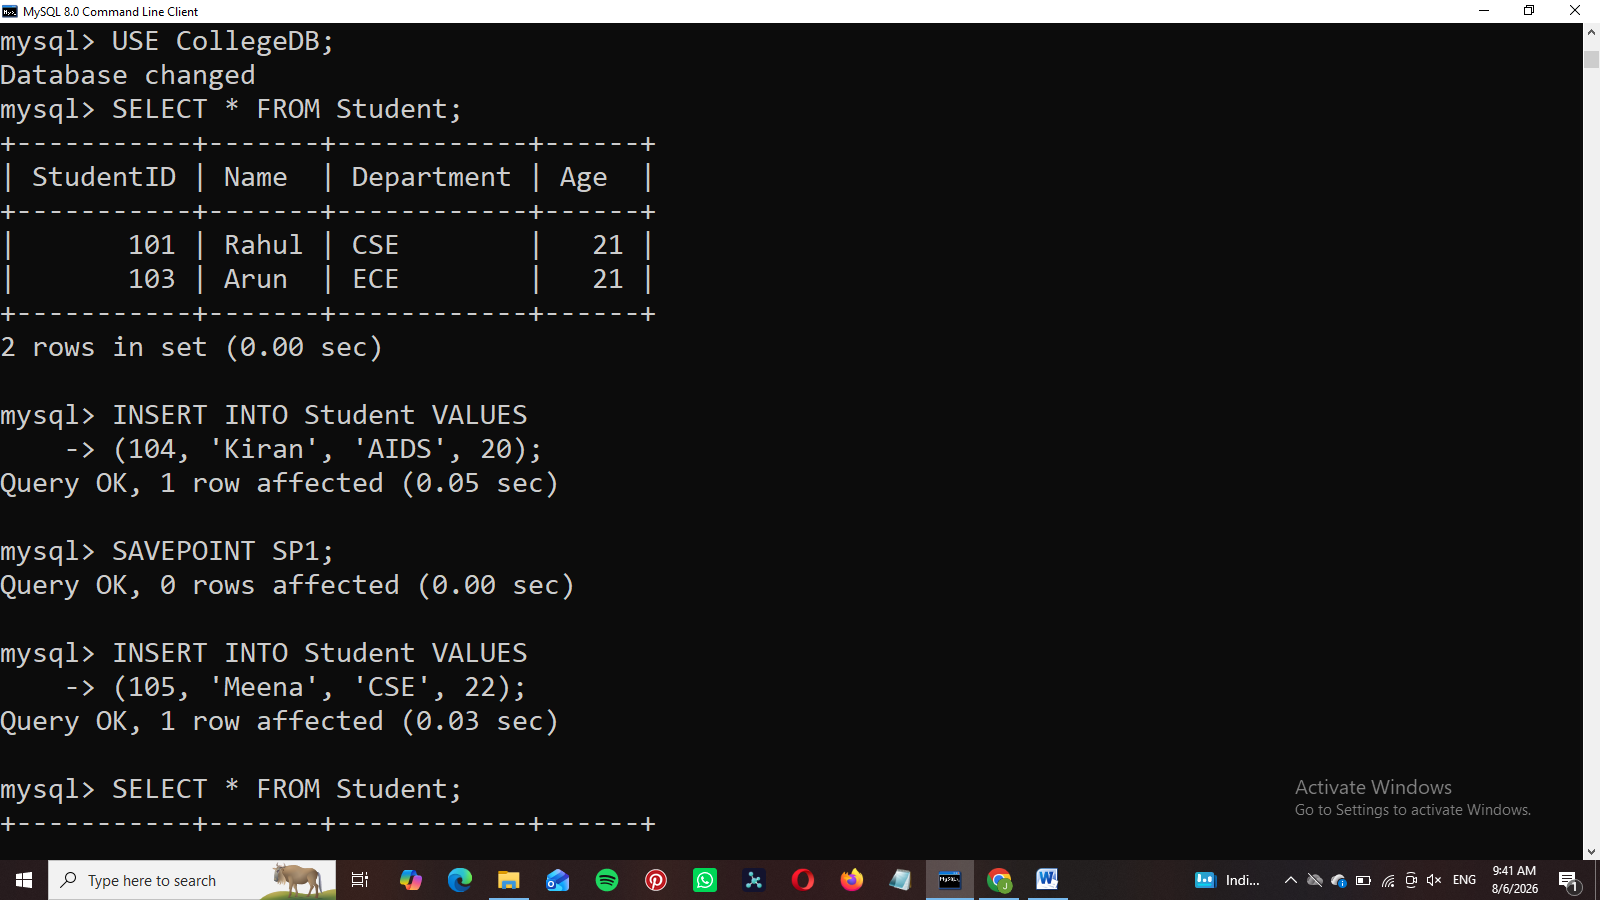 MySQL 8.0 Command Line Client
mysql> USE CollegeDB;
Database changed
mysql> SELECT * FROM Student;
+-----------+-------+------------+------+
| StudentID | Name  | Department | Age  |
+-----------+-------+------------+------+
|       101 | Rahul | CSE        |   21 |
|       103 | Arun  | ECE        |   21 |
+-----------+-------+------------+------+
2 rows in set (0.00 sec)
mysql> INSERT INTO Student VALUES
    -> (104, 'Kiran', 'AIDS', 20);
Query OK, 1 row affected (0.05 sec)
mysql> SAVEPOINT SP1;
Query OK, 0 rows affected (0.00 sec)
mysql> INSERT INTO Student VALUES
    -> (105, 'Meena', 'CSE', 22);
Query OK, 1 row affected (0.03 sec)
mysql> SELECT * FROM Student;
+-----------+-------+------------+------+
Activate Windows
Go to Settings to activate Windows.
Type here to search
Indi...
ENG
9:41 AM
8/6/2026
1